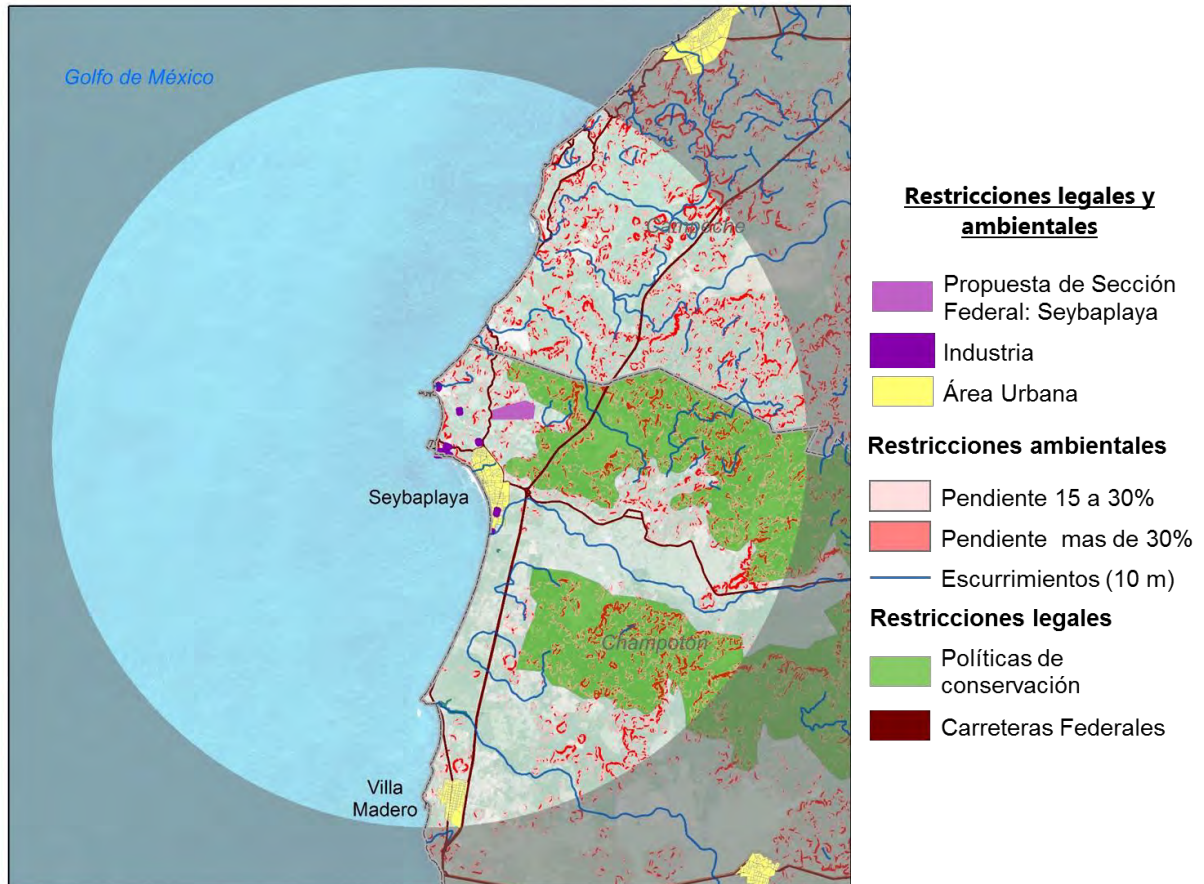 Golfo de México
Campeche
Seybaplaya
Champotón
Villa
Madero
Restricciones legales y
ambientales
Propuesta de Sección
Federal: Seybaplaya
Industria
Área Urbana
Restricciones ambientales
Pendiente 15 a 30%
Pendiente mas de 30%
Escurrimientos (10 m)
Restricciones legales
Políticas de
conservación
Carreteras Federales